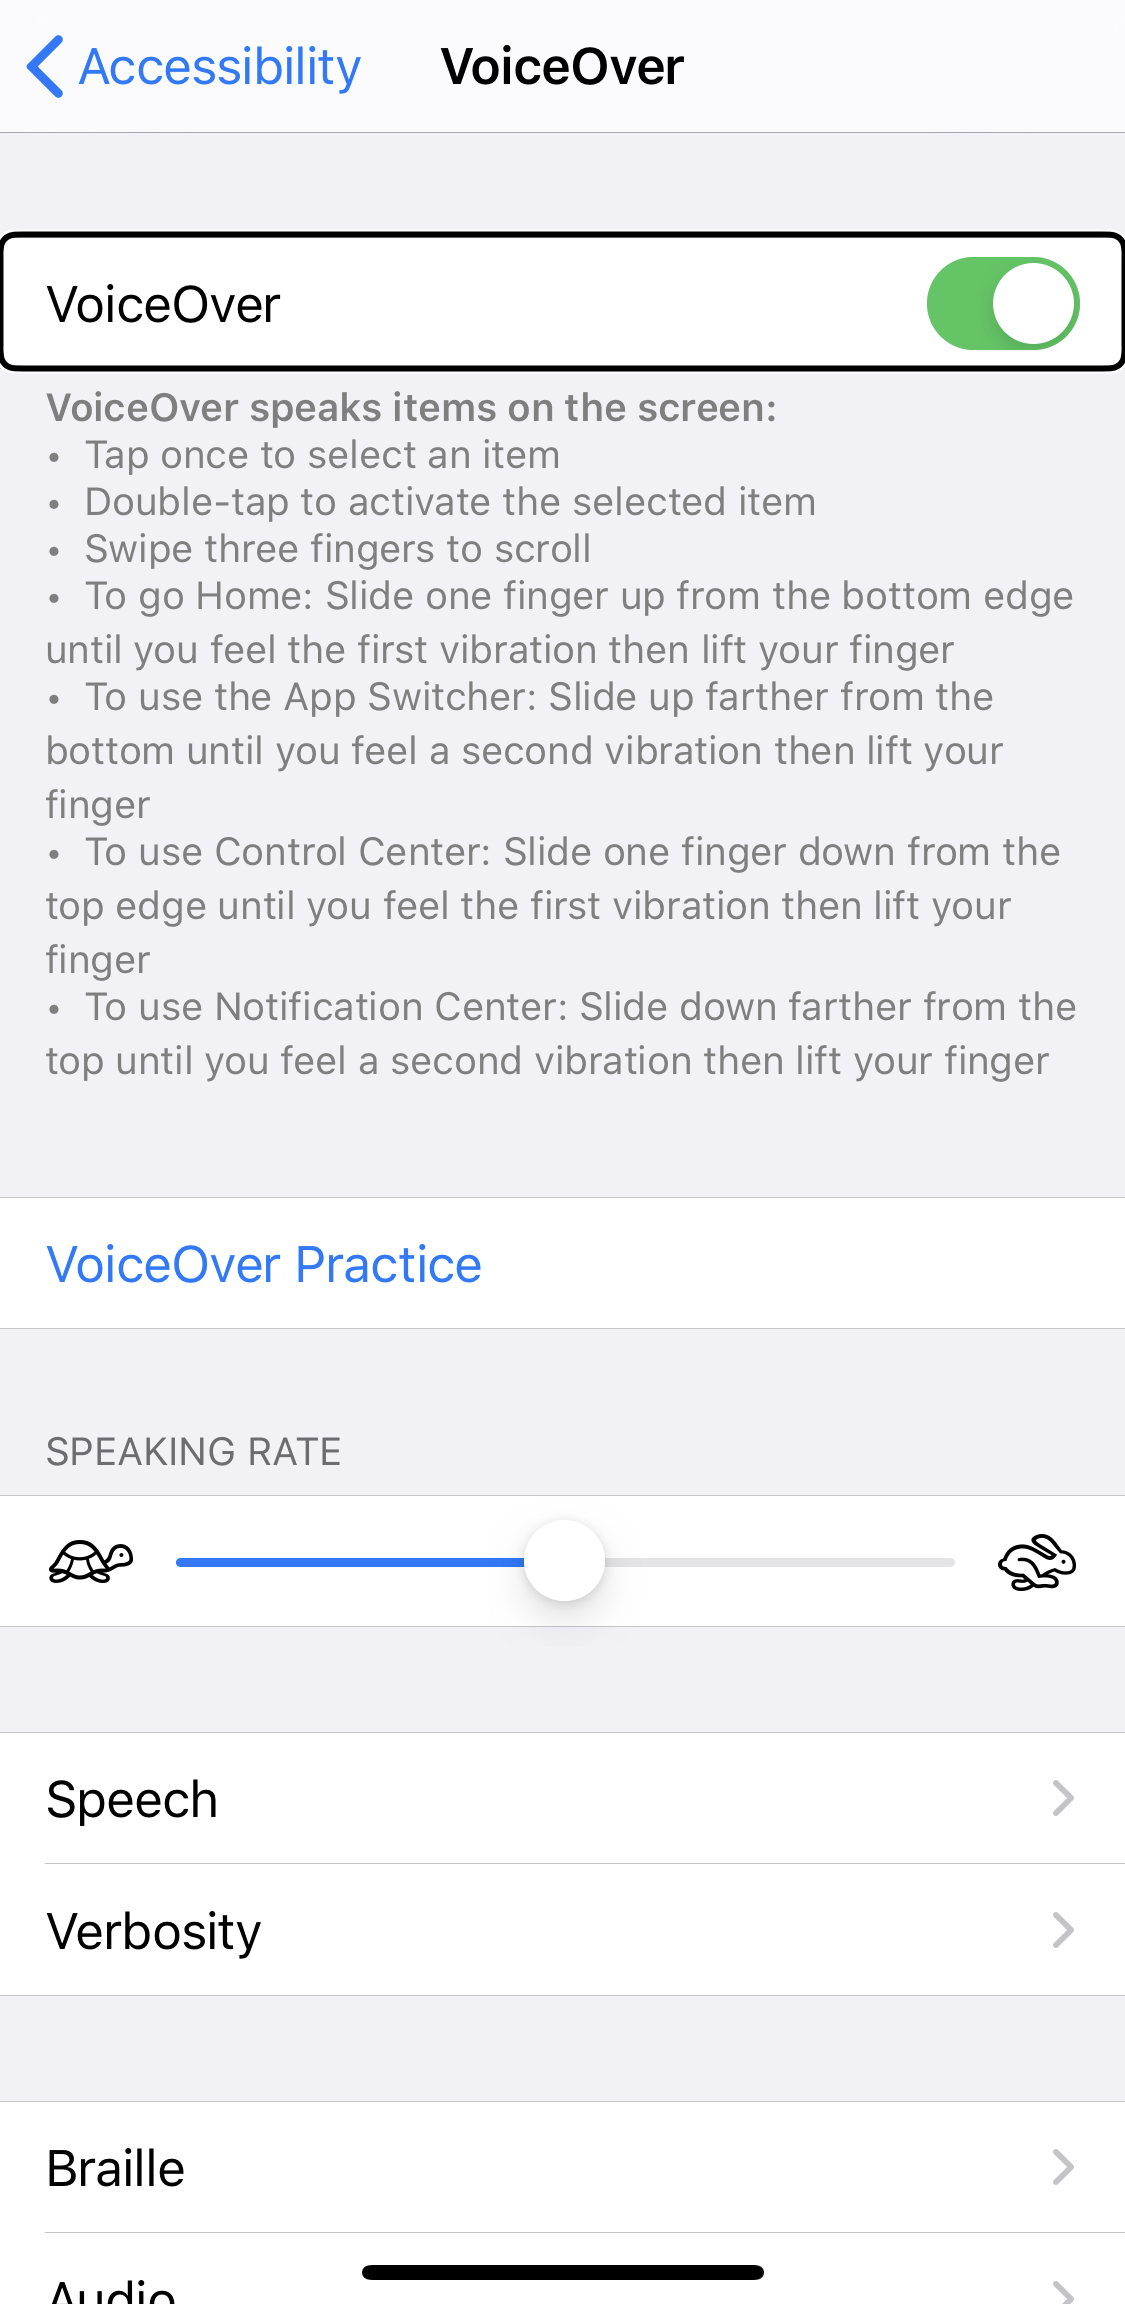 Accessibility VoiceOver
VoiceOver
VoiceOver speaks items on the screen:
• Tap once to select an item
• Double-tap to activate the selected item
• Swipe three fingers to scroll
• To go Home: Slide one finger up from the bottom edge
until you feel the first vibration then lift your finger
• To use the App Switcher: Slide up farther from the
bottom until you feel a second vibration then lift your
finger
• To use Control Center: Slide one finger down from the
top edge until you feel the first vibration then lift your
finger
• To use Notification Center: Slide down farther from the
top until you feel a second vibration then lift your finger
VoiceOver Practice
SPEAKING RATE
Speech
Verbosity
Braille
Audio